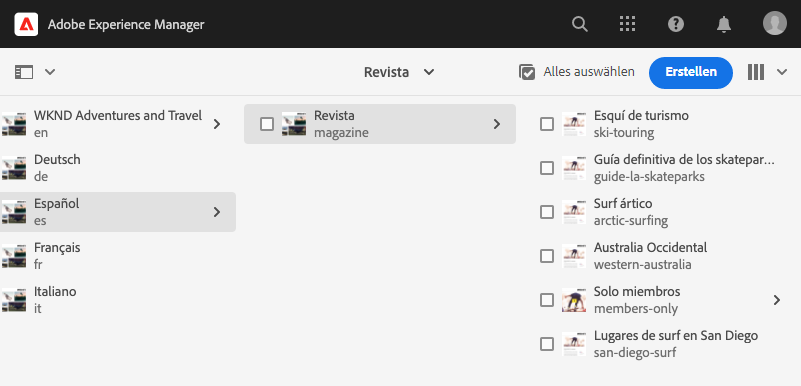 Adobe Experience Manager
Revista
Alles auswählen
Erstellen
WKND Adventures and Travel
en
Deutsch
de
Español
es
Français
fr
Italiano
it
Revista
magazine
Esquí de turismo
ski-touring
Guía definitiva de los skatepar...
guide-la-skateparks
Surf ártico
arctic-surfing
Australia Occidental
western-australia
Solo miembros
members-only
Lugares de surf en San Diego
san-diego-surf